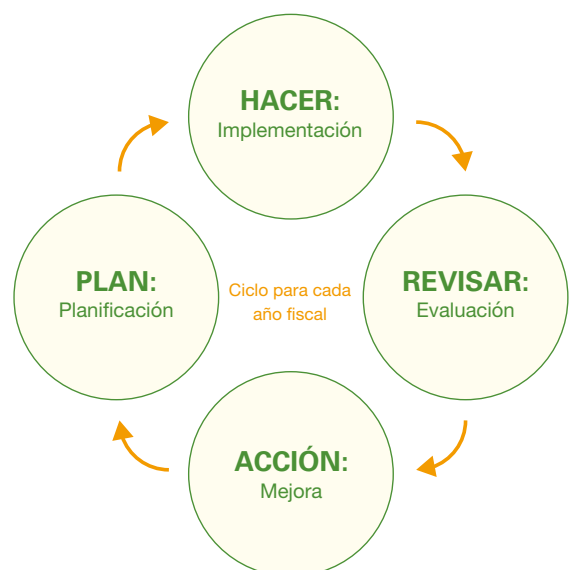 HACER:
Implementación
PLAN:
Planificación
Ciclo para cada
año fiscal
REVISAR:
Evaluación
ACCIÓN:
Mejora